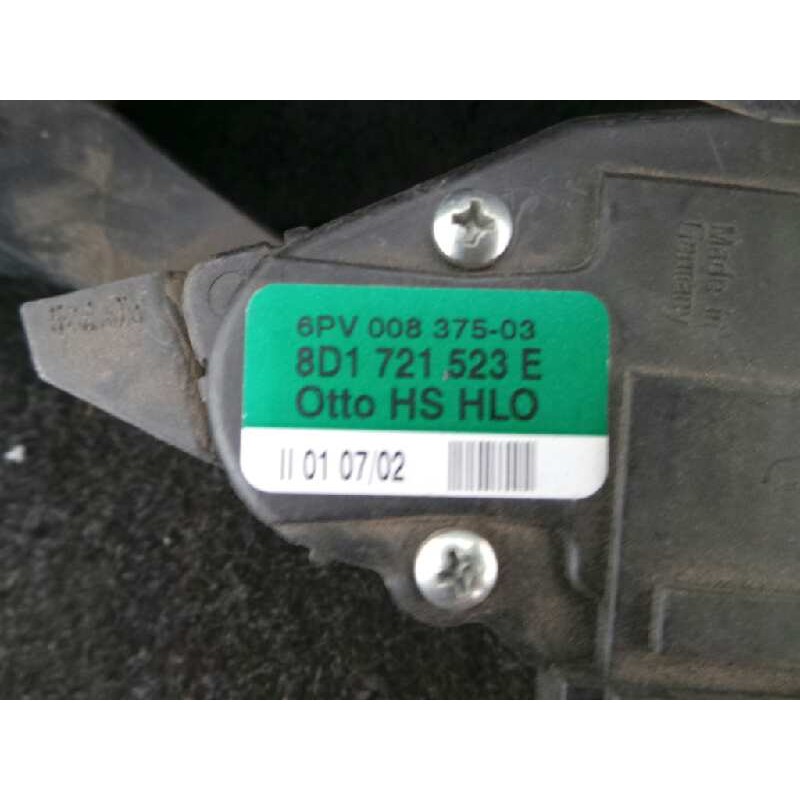 6PV 008 375-03
8D1 721 523 E
Otto HS HLO
II 01 07/02
Made in
Germany